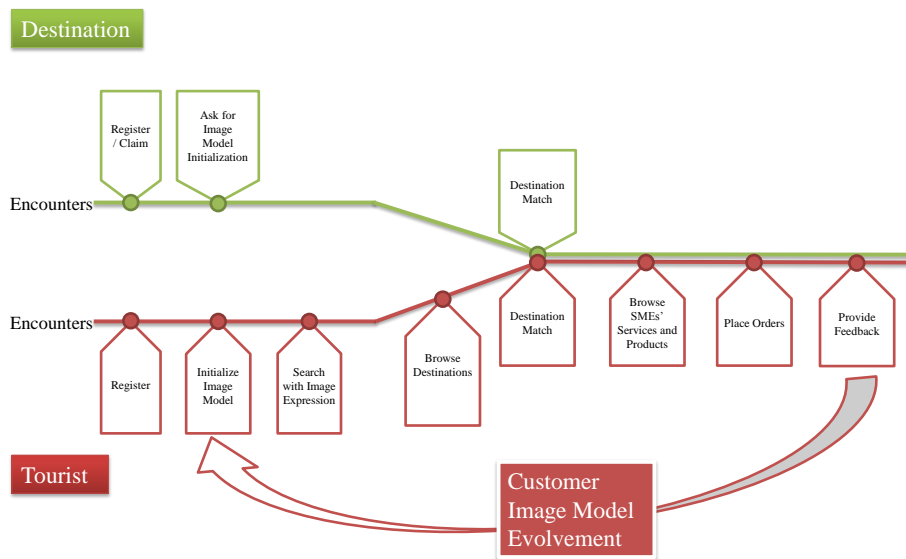 Destination
Register
/ Claim
Ask for
Image
Model
Initialization
Destination
Match
Encounters
Encounters
Register
Initialize
Image
Model
Search
with Image
Expression
Browse
Destinations
Destination
Match
Browse
SMEs'
Services and
Products
Place Orders
Provide
Feedback
Tourist
Customer
Image Model
Evolvement